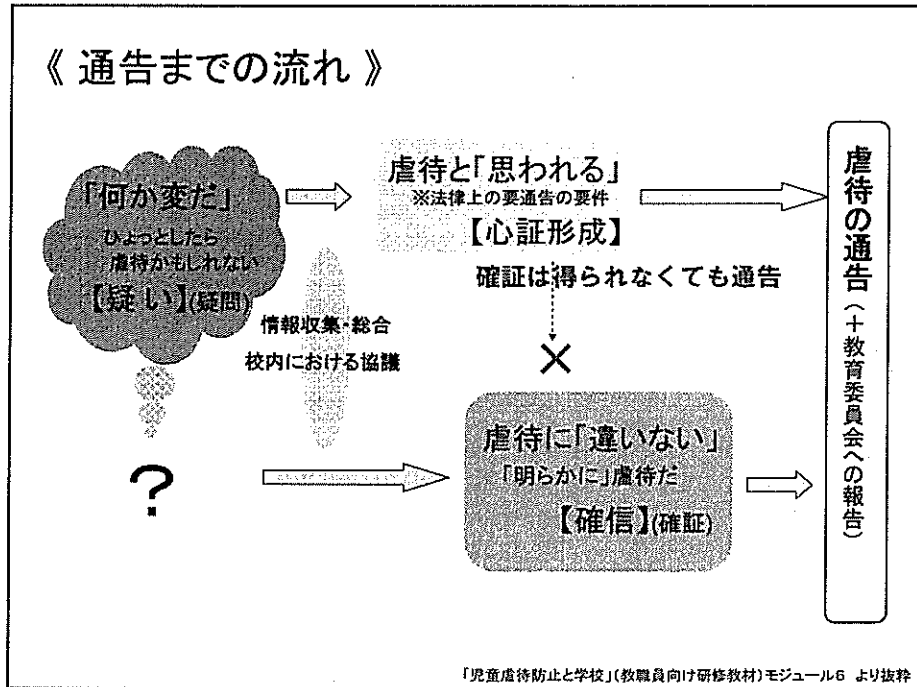 《 通告までの流れ 》
「何か変だ」
ひょっとしたら
虐待かもしれない
【疑い】(疑問)
?
情報収集・総合
校内における協議
虐待と「思われる」
※法律上の要通告の要件
【心証形成】
確証は得られなくても通告
×
虐待に「違いない」
「明らかに」虐待だ
【確信】(確証)
虐待の通告(+教育委員会への報告)
「児童虐待防止と学校」(教職員向け研修教材)モジュール6 より抜粋